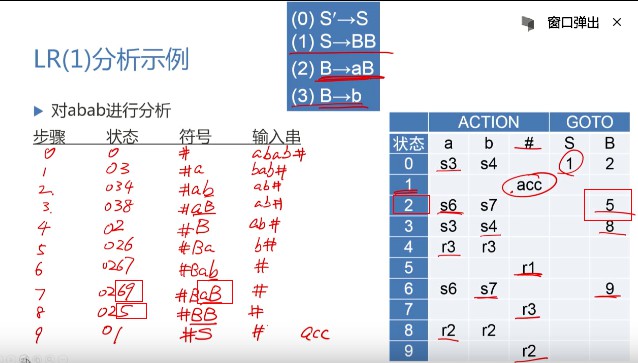 窗口弹出 ×
(0) S′→S
(1) S→BB
(2) B→aB
(3) B→b
LR(1)分析示例
▶ 对abab进行分析
步骤 状态 符号 输入串
0 0 # abab#
1 03 #a bab#
2. 034 #ab ab#
3. 038 #aB ab#
4 02 #B ab#
5 026 #Ba b#
6 0267 #Bab #
7 0269 #BaB #
8 025 #BB #
9 01 #S # acc
ACTION GOTO
状态 a b # S B
0 s3 s4 1 2
1 acc
2 s6 s7 5
3 s3 s4 8
4 r3 r3
5 r1
6 s6 s7 9
7 r3
8 r2 r2
9 r2